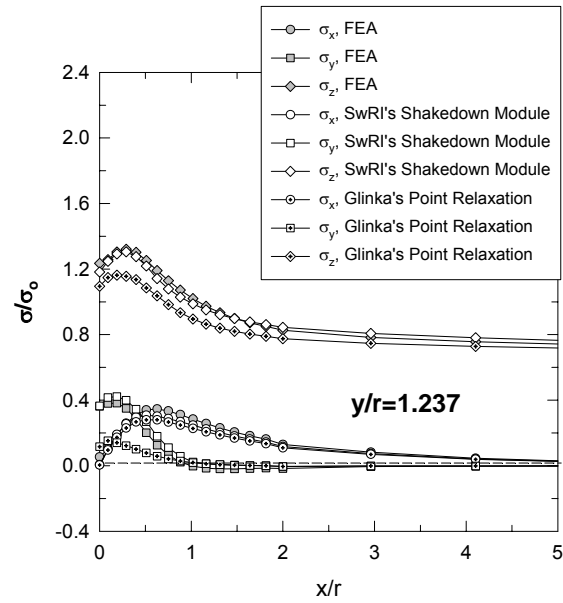 σx, FEA
σy, FEA
σz, FEA
σx, SwRI's Shakedown Module
σy, SwRI's Shakedown Module
σz, SwRI's Shakedown Module
σx, Glinka's Point Relaxation
σy, Glinka's Point Relaxation
σz, Glinka's Point Relaxation
2.4
2.0
1.6
1.2
0.8
0.4
0.0
-0.4
σ/σo
y/r=1.237
0 1 2 3 4 5
x/r